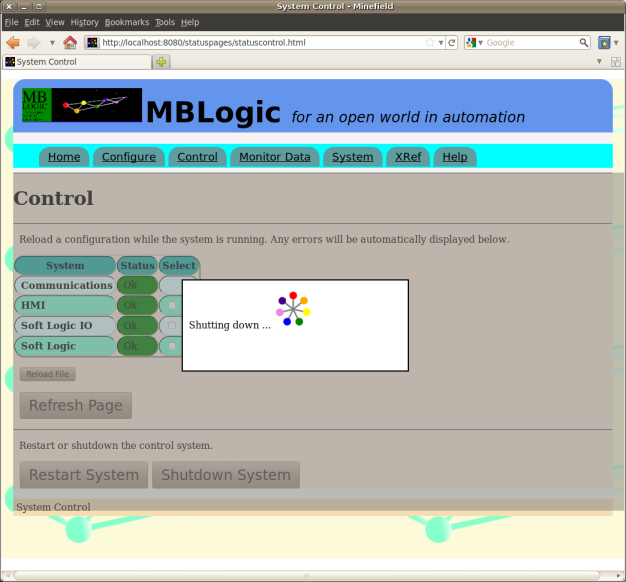 System Control - Minefield
File Edit View History Bookmarks Tools Help
http://localhost:8080/statuspages/statuscontrol.html
Google
System Control
MB
LOGIC
MBLogic for an open world in automation
Home Configure Control Monitor Data System XRef Help
Control
Reload a configuration while the system is running. Any errors will be automatically displayed below.
System Status Select
Communications Ok
HMI Ok
Soft Logic IO Ok
Soft Logic Ok
Shutting down ...
Reload File
Refresh Page
Restart or shutdown the control system.
Restart System Shutdown System
System Control